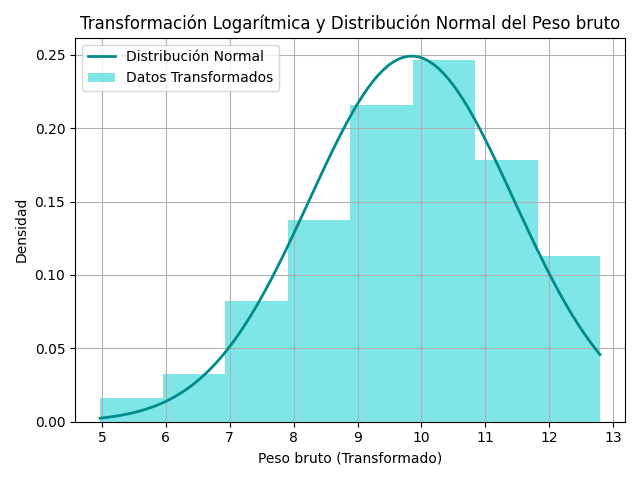 Transformación Logarítmica y Distribución Normal del Peso bruto
Distribución Normal
Datos Transformados
Densidad
0.25
0.20
0.15
0.10
0.05
0.00
5 6 7 8 9 10 11 12 13
Peso bruto (Transformado)